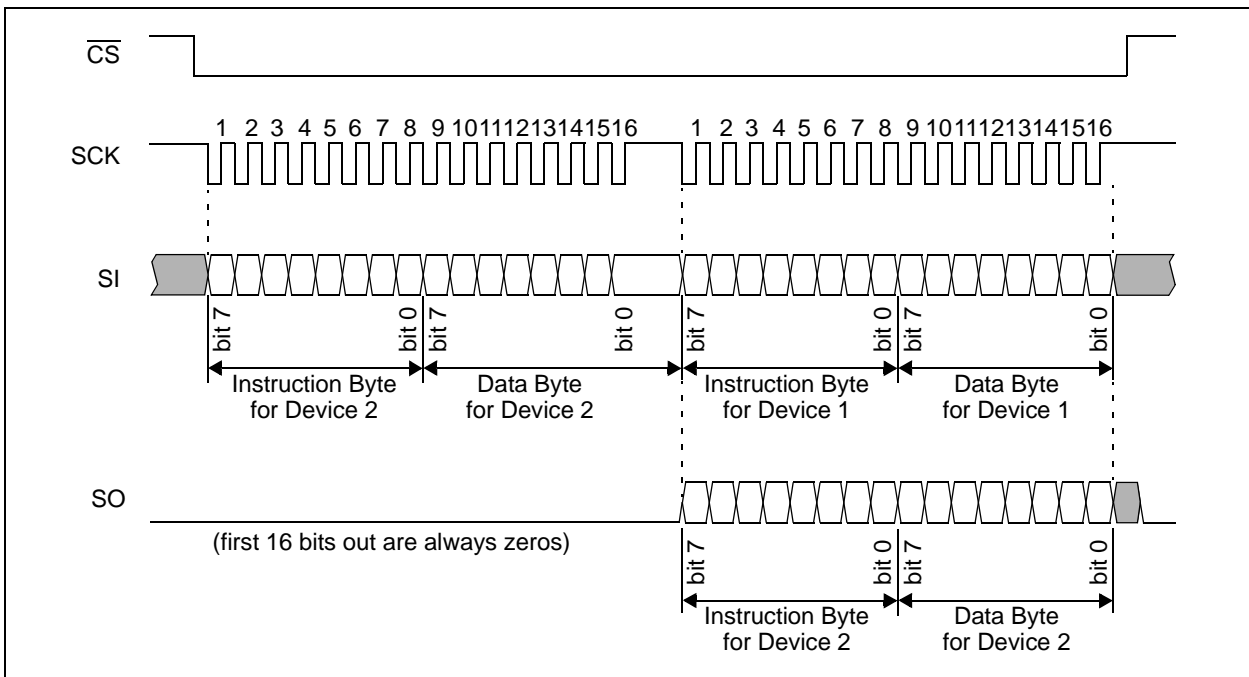 CS
1 2 3 4 5 6 7 8 9 10 11 12 13 14 15 16 1 2 3 4 5 6 7 8 9 10 11 12 13 14 15 16
SCK
SI
bit 7 bit 0 bit 7 bit 0 bit 7 bit 0 bit 7 bit 0
Instruction Byte Data Byte Instruction Byte Data Byte
for Device 2 for Device 2 for Device 1 for Device 1
SO
(first 16 bits out are always zeros)
bit 7 bit 0 bit 7 bit 0
Instruction Byte Data Byte
for Device 2 for Device 2